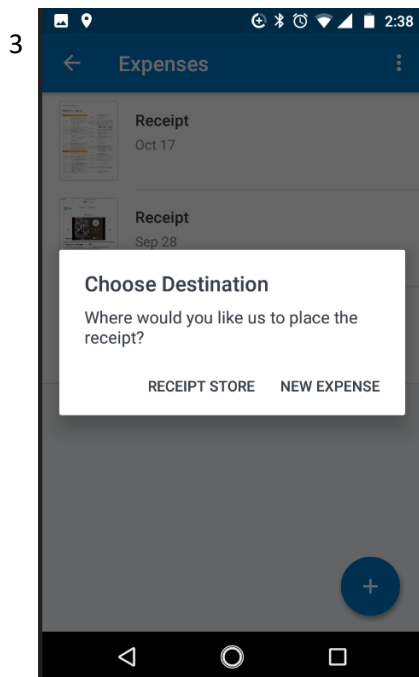 3
2:38
Expenses
Receipt
Oct 17
Receipt
Sep 28
Choose Destination
Where would you like us to place the
receipt?
RECEIPT STORE NEW EXPENSE